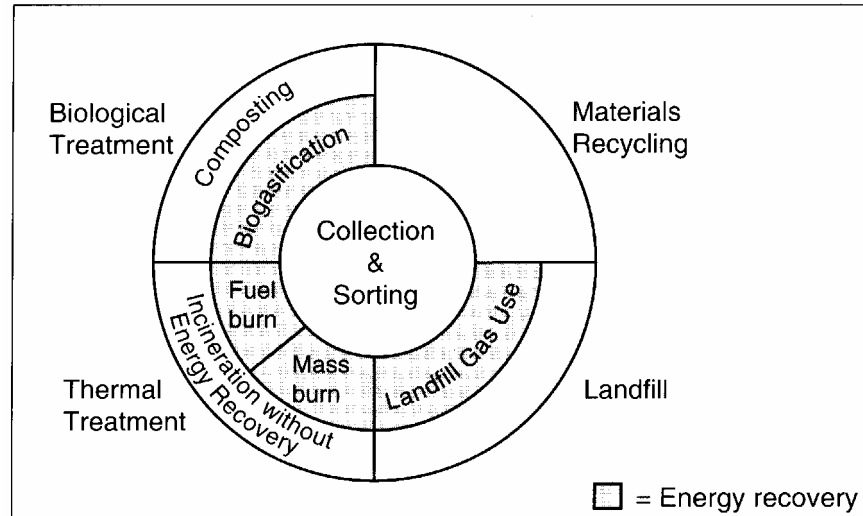 Biological
Treatment
Composting
Biogasification
Materials
Recycling
Collection
&
Sorting
Fuel
burn
Mass
burn
Incineration without
Energy Recovery
Landfill Gas Use
Thermal
Treatment
Landfill
= Energy recovery